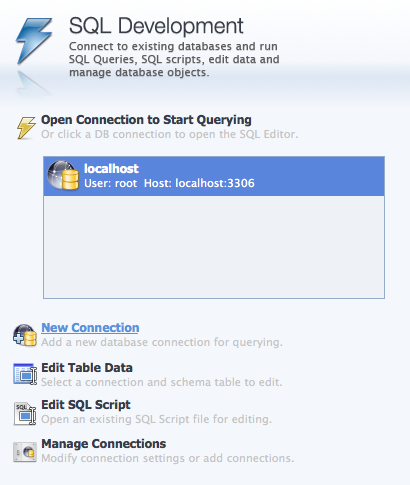 SQL Development
Connect to existing databases and run
SQL Queries, SQL scripts, edit data and
manage database objects.
Open Connection to Start Querying
Or click a DB connection to open the SQL Editor.
localhost
User: root Host: localhost:3306
New Connection
Add a new database connection for querying.
Edit Table Data
Select a connection and schema table to edit.
Edit SQL Script
Open an existing SQL Script file for editing.
Manage Connections
Modify connection settings or add connections.